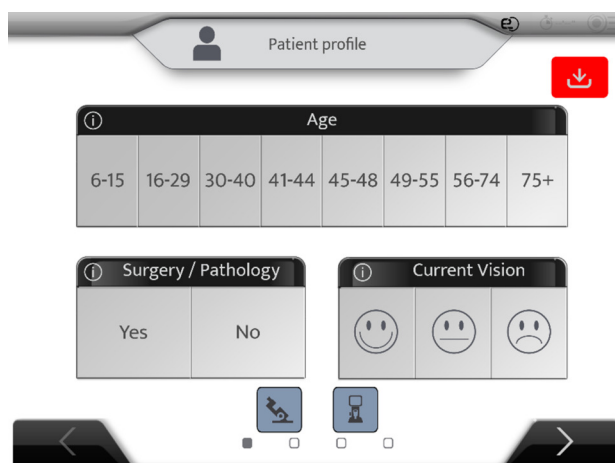 Patient profile
Age
6-15 16-29 30-40 41-44 45-48 49-55 56-74 75+
Surgery / Pathology
Yes No
Current Vision